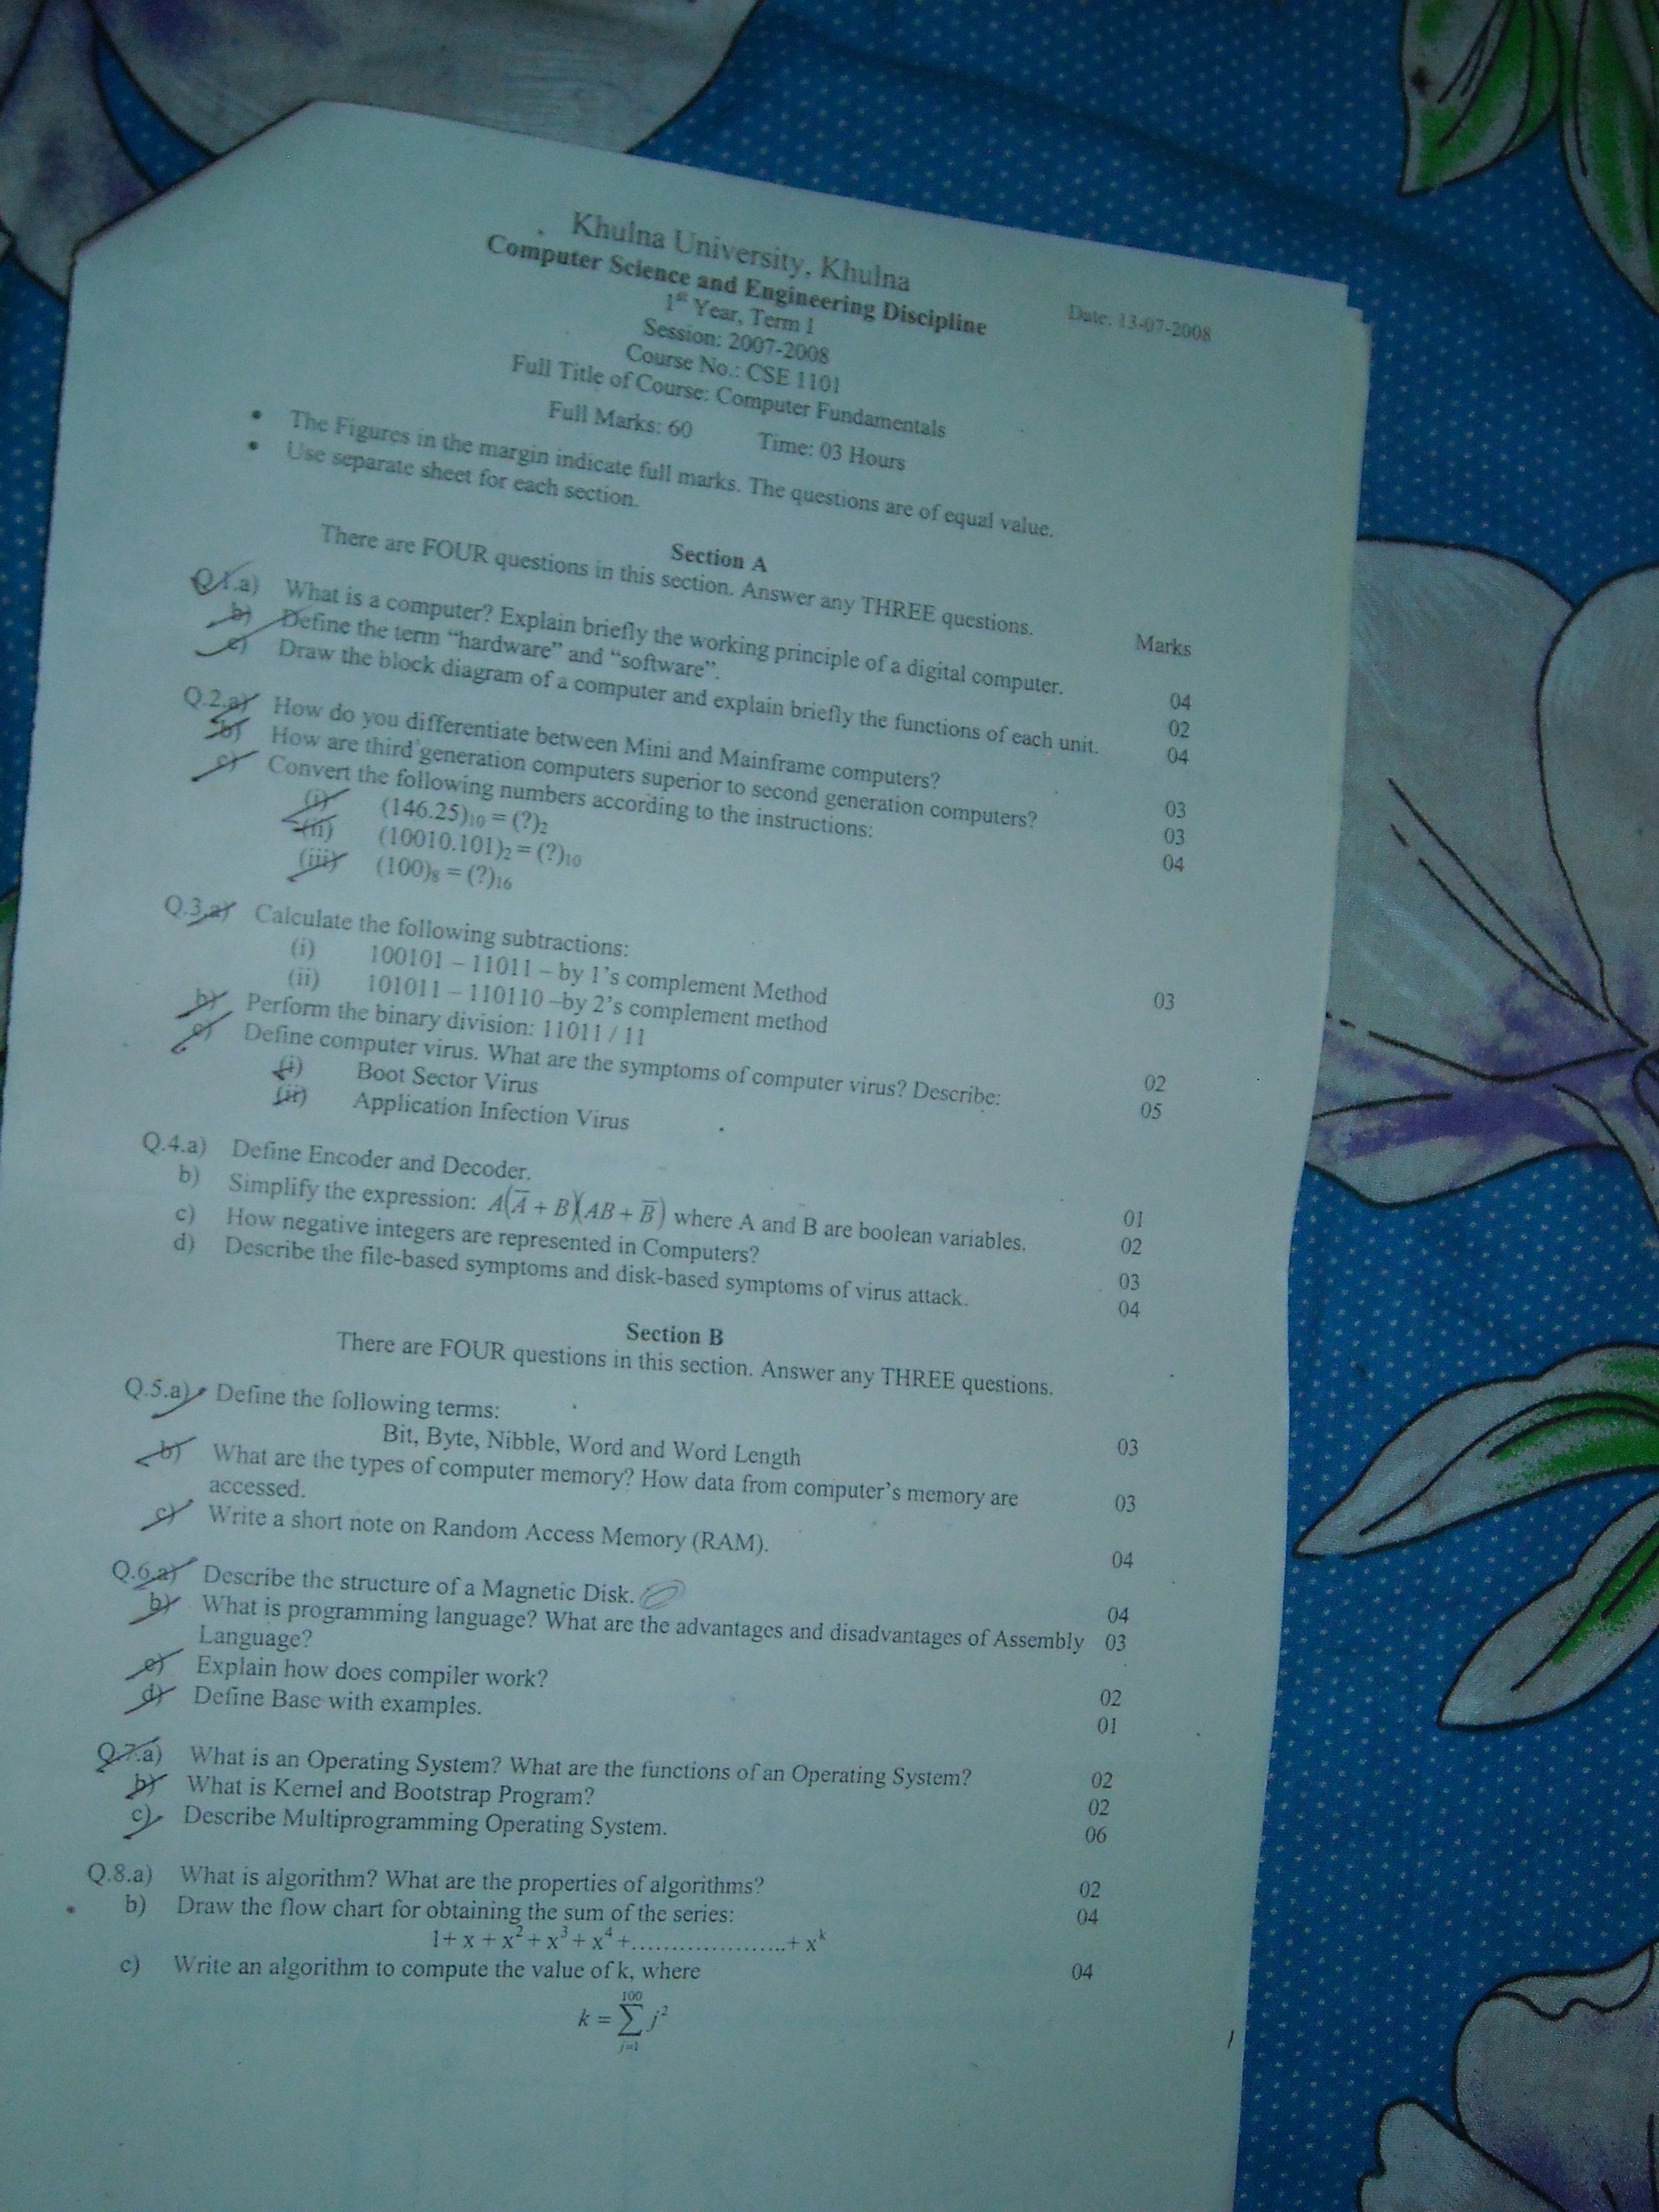 Khulna University, Khulna
Computer Science and Engineering Discipline
1st Year, Term I
Date: 13-07-2008
Session: 2007-2008
Course No.: CSE 1101
Full Title of Course: Computer Fundamentals
Full Marks: 60 Time: 03 Hours
• The Figures in the margin indicate full marks. The questions are of equal value.
• Use separate sheet for each section.
Section A
There are FOUR questions in this section. Answer any THREE questions.
Marks
Q.1.a) What is a computer? Explain briefly the working principle of a digital computer. 04
b) Define the term “hardware” and “software”. 02
c) Draw the block diagram of a computer and explain briefly the functions of each unit. 04
Q.2.a) How do you differentiate between Mini and Mainframe computers? 03
b) How are third generation computers superior to second generation computers? 03
c) Convert the following numbers according to the instructions: 04
(i) (146.25)₁₀ = (?)₂
(ii) (10010.101)₂ = (?)₁₀
(iii) (100)₈ = (?)₁₆
Q.3.a) Calculate the following subtractions: 03
(i) 100101 – 11011 – by 1’s complement Method
(ii) 101011 – 110110 –by 2’s complement method
b) Perform the binary division: 11011 / 11 02
c) Define computer virus. What are the symptoms of computer virus? Describe: 05
(i) Boot Sector Virus
(ii) Application Infection Virus
Q.4.a) Define Encoder and Decoder. 01
b) Simplify the expression: A(A̅ + B)(AB + B̅) where A and B are boolean variables. 02
c) How negative integers are represented in Computers? 03
d) Describe the file-based symptoms and disk-based symptoms of virus attack. 04
Section B
There are FOUR questions in this section. Answer any THREE questions.
Q.5.a) Define the following terms: 03
Bit, Byte, Nibble, Word and Word Length
b) What are the types of computer memory? How data from computer’s memory are 03
accessed.
c) Write a short note on Random Access Memory (RAM). 04
Q.6.a) Describe the structure of a Magnetic Disk. 04
b) What is programming language? What are the advantages and disadvantages of Assembly 03
Language?
c) Explain how does compiler work? 02
d) Define Base with examples. 01
Q.7.a) What is an Operating System? What are the functions of an Operating System? 02
b) What is Kernel and Bootstrap Program? 02
c) Describe Multiprogramming Operating System. 06
Q.8.a) What is algorithm? What are the properties of algorithms? 02
b) Draw the flow chart for obtaining the sum of the series: 04
1+ x + x² + x³ + x⁴ +.....................+ xᵏ
c) Write an algorithm to compute the value of k, where 04
100
k = ∑ j²
j=1